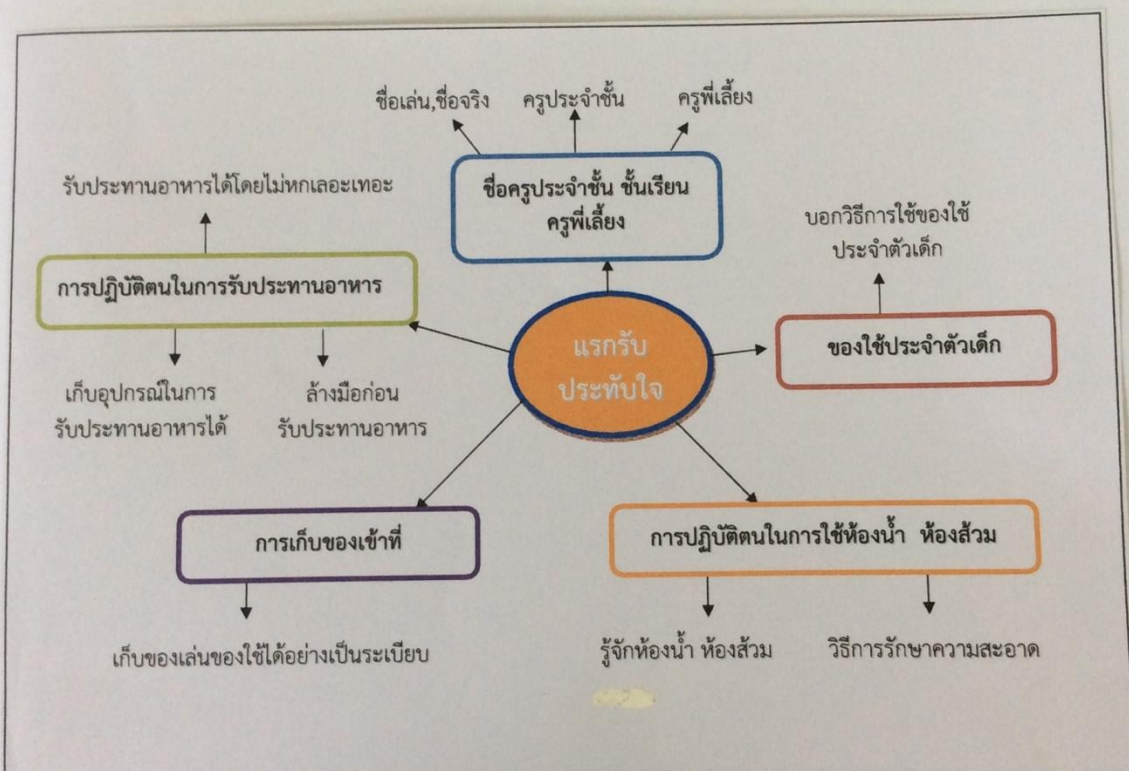 ชื่อเล่น,ชื่อจริง
ครูประจำชั้น
ครูพี่เลี้ยง
ชื่อครูประจำชั้น ชั้นเรียน
ครูพี่เลี้ยง
รับประทานอาหารได้โดยไม่หกเลอะเทอะ
การปฏิบัติตนในการรับประทานอาหาร
เก็บอุปกรณ์ในการ
รับประทานอาหารได้
ล้างมือก่อน
รับประทานอาหาร
บอกวิธีการใช้ของใช้
ประจำตัวเด็ก
ของใช้ประจำตัวเด็ก
แรกรับ
ประทับใจ
การเก็บของเข้าที่
เก็บของเล่นของใช้ได้อย่างเป็นระเบียบ
การปฏิบัติตนในการใช้ห้องน้ำ ห้องส้วม
รู้จักห้องน้ำ ห้องส้วม
วิธีการรักษาความสะอาด